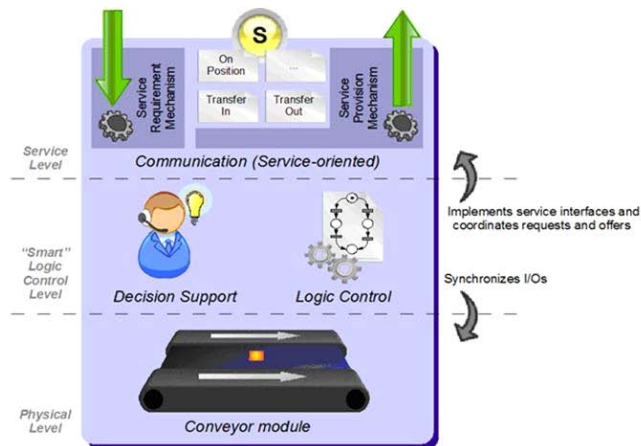 S
On
Position
...
Transfer
In
Transfer
Out
Service
Requirement
Mechanism
Service
Provision
Mechanism
Communication (Service-oriented)
Service
Level
Implements service interfaces and
coordinates requests and offers
"Smart"
Logic
Control
Level
Decision Support
Logic Control
Synchronizes I/Os
Physical
Level
Conveyor module